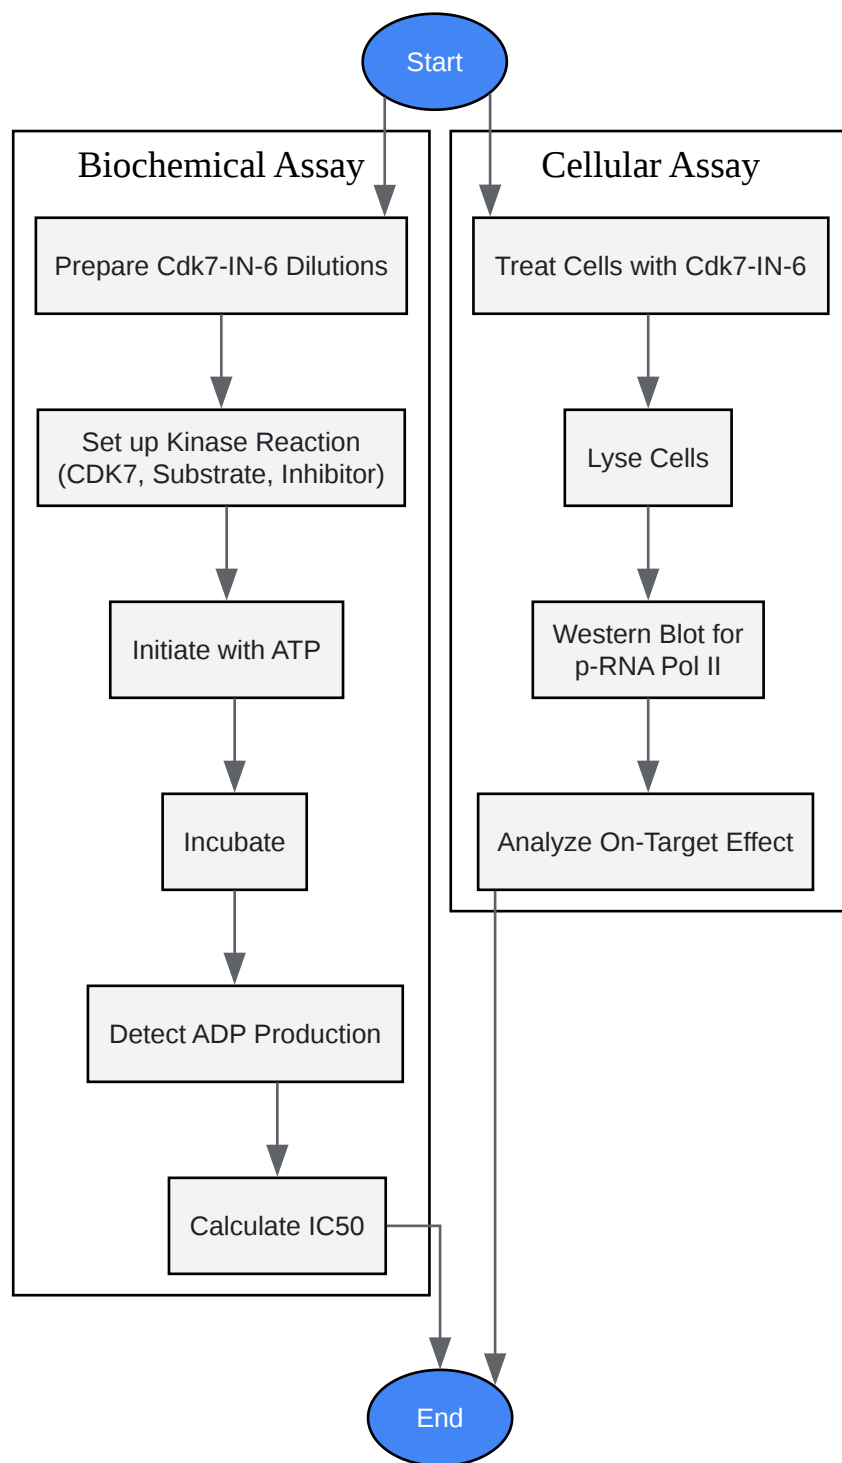 Start
Biochemical Assay
Prepare Cdk7-IN-6 Dilutions
Set up Kinase Reaction
(CDK7, Substrate, Inhibitor)
Initiate with ATP
Incubate
Detect ADP Production
Calculate IC50
Cellular Assay
Treat Cells with Cdk7-IN-6
Lyse Cells
Western Blot for
p-RNA Pol II
Analyze On-Target Effect
End